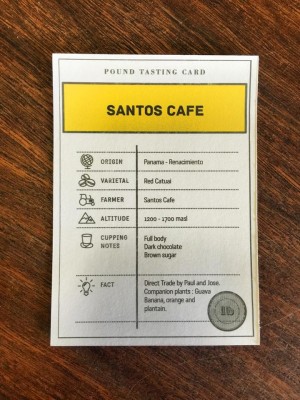 POUND TASTING CARD
SANTOS CAFE
ORIGIN Panama - Renacimiento
VARIETAL Red Catuai
FARMER Santos Cafe
ALTITUDE 1200 - 1700 masl
CUPPING NOTES Full body
Dark chocolate
Brown sugar
FACT Direct Trade by Paul and Jose.
Companion plants : Guava
Banana, orange and
plantain.
1b